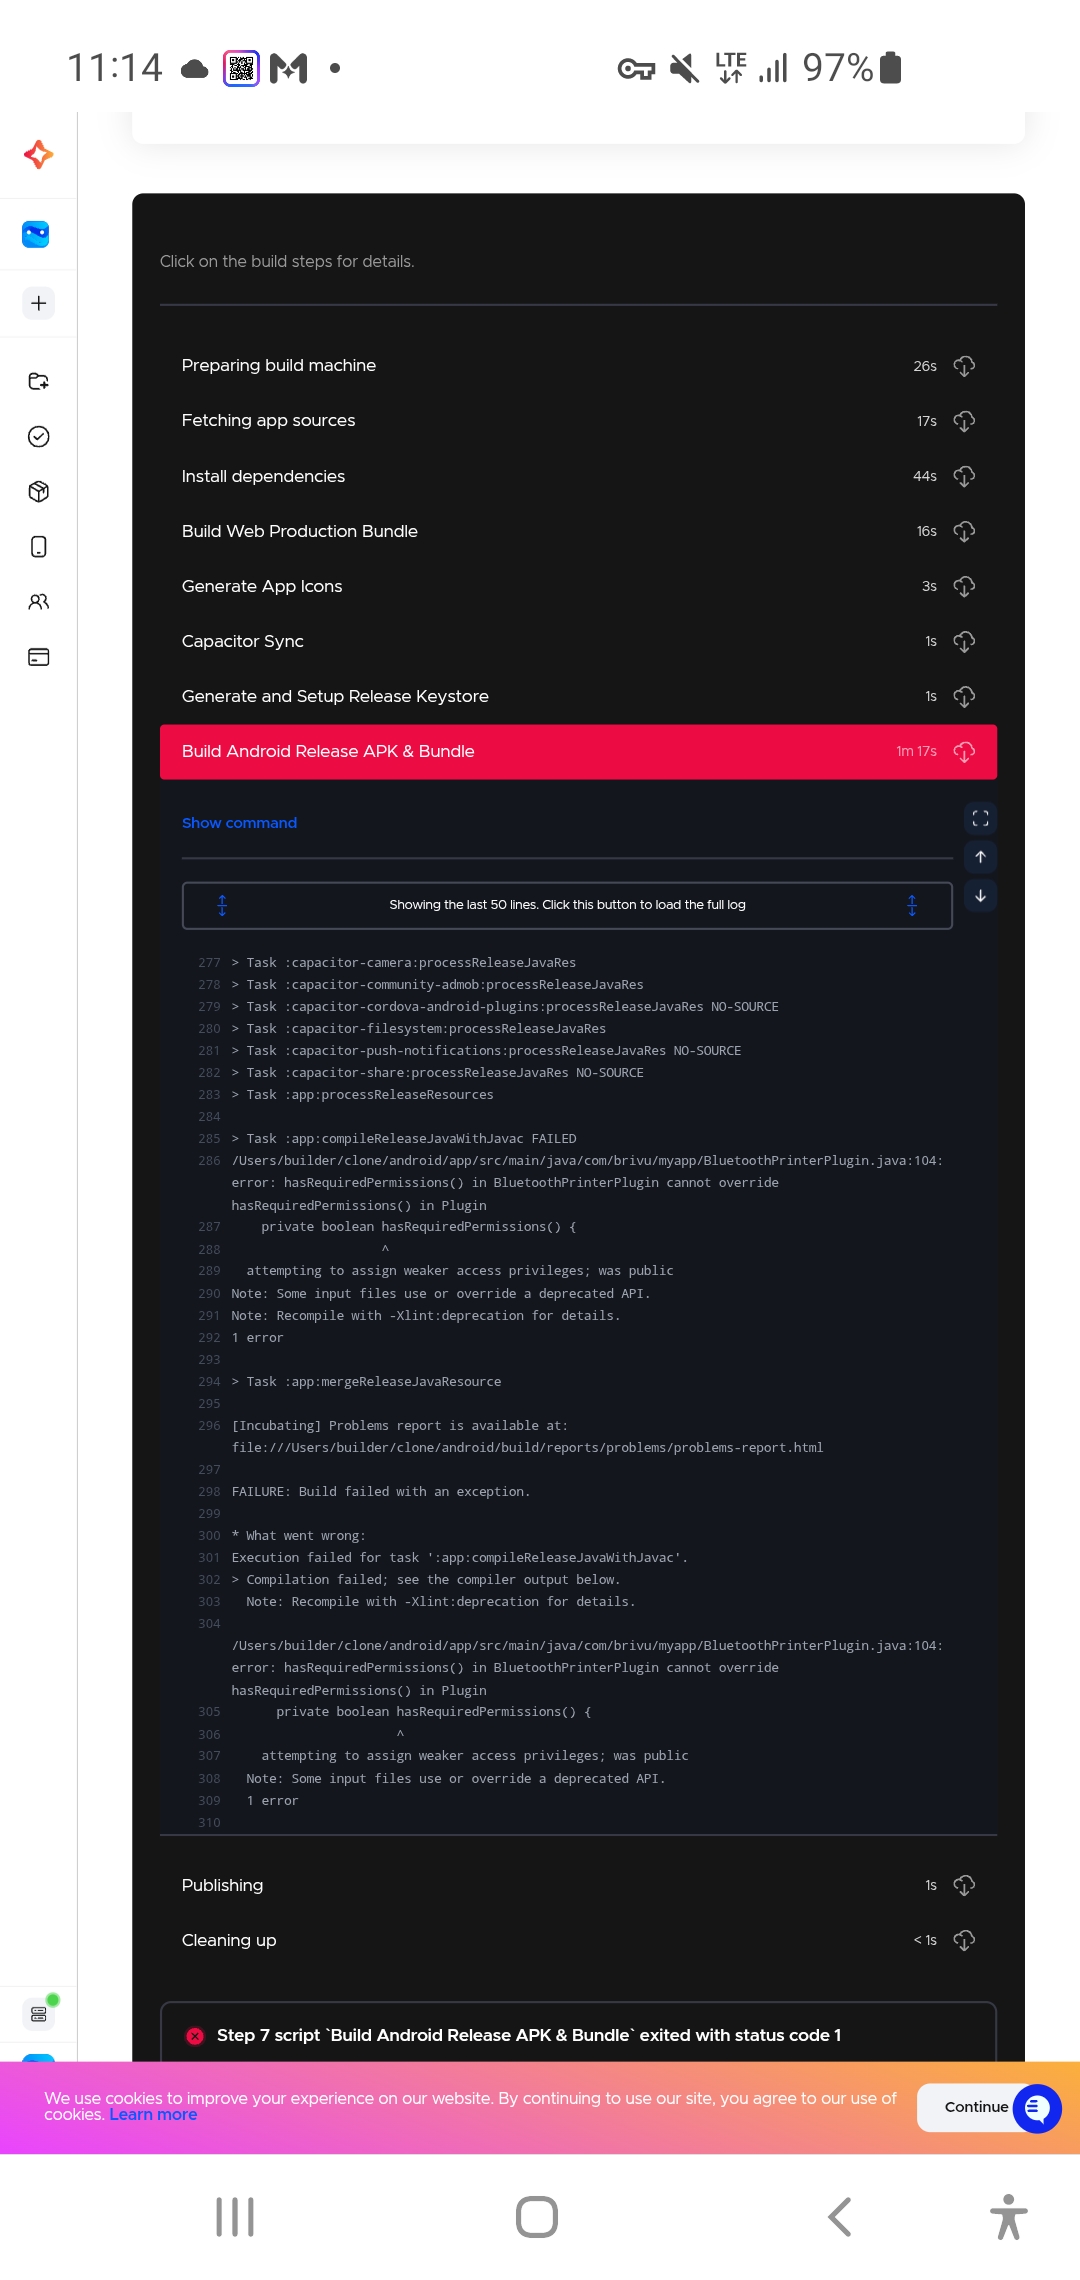 11:14
LTE
97%
Click on the build steps for details.
Preparing build machine 26s
Fetching app sources 17s
Install dependencies 44s
Build Web Production Bundle 16s
Generate App Icons 3s
Capacitor Sync 1s
Generate and Setup Release Keystore 1s
Build Android Release APK & Bundle 1m 17s
Show command
Showing the last 50 lines. Click this button to load the full log
277 > Task :capacitor-camera:processReleaseJavaRes
278 > Task :capacitor-community-admob:processReleaseJavaRes
279 > Task :capacitor-cordova-android-plugins:processReleaseJavaRes NO-SOURCE
280 > Task :capacitor-filesystem:processReleaseJavaRes
281 > Task :capacitor-push-notifications:processReleaseJavaRes NO-SOURCE
282 > Task :capacitor-share:processReleaseJavaRes NO-SOURCE
283 > Task :app:processReleaseResources
284
285 > Task :app:compileReleaseJavaWithJavac FAILED
286 /Users/builder/clone/android/app/src/main/java/com/brivu/myapp/BluetoothPrinterPlugin.java:104:
error: hasRequiredPermissions() in BluetoothPrinterPlugin cannot override
hasRequiredPermissions() in Plugin
287 private boolean hasRequiredPermissions() {
288 ^
289 attempting to assign weaker access privileges; was public
290 Note: Some input files use or override a deprecated API.
291 Note: Recompile with -Xlint:deprecation for details.
292 1 error
293
294 > Task :app:mergeReleaseJavaResource
295
296 [Incubating] Problems report is available at:
file:///Users/builder/clone/android/build/reports/problems/problems-report.html
297
298 FAILURE: Build failed with an exception.
299
300 * What went wrong:
301 Execution failed for task ':app:compileReleaseJavaWithJavac'.
302 > Compilation failed; see the compiler output below.
303 Note: Recompile with -Xlint:deprecation for details.
304
/Users/builder/clone/android/app/src/main/java/com/brivu/myapp/BluetoothPrinterPlugin.java:104:
error: hasRequiredPermissions() in BluetoothPrinterPlugin cannot override
hasRequiredPermissions() in Plugin
305 private boolean hasRequiredPermissions() {
306 ^
307 attempting to assign weaker access privileges; was public
308 Note: Some input files use or override a deprecated API.
309 1 error
310
Publishing 1s
Cleaning up < 1s
Step 7 script `Build Android Release APK & Bundle` exited with status code 1
We use cookies to improve your experience on our website. By continuing to use our site, you agree to our use of
cookies. Learn more
Continue